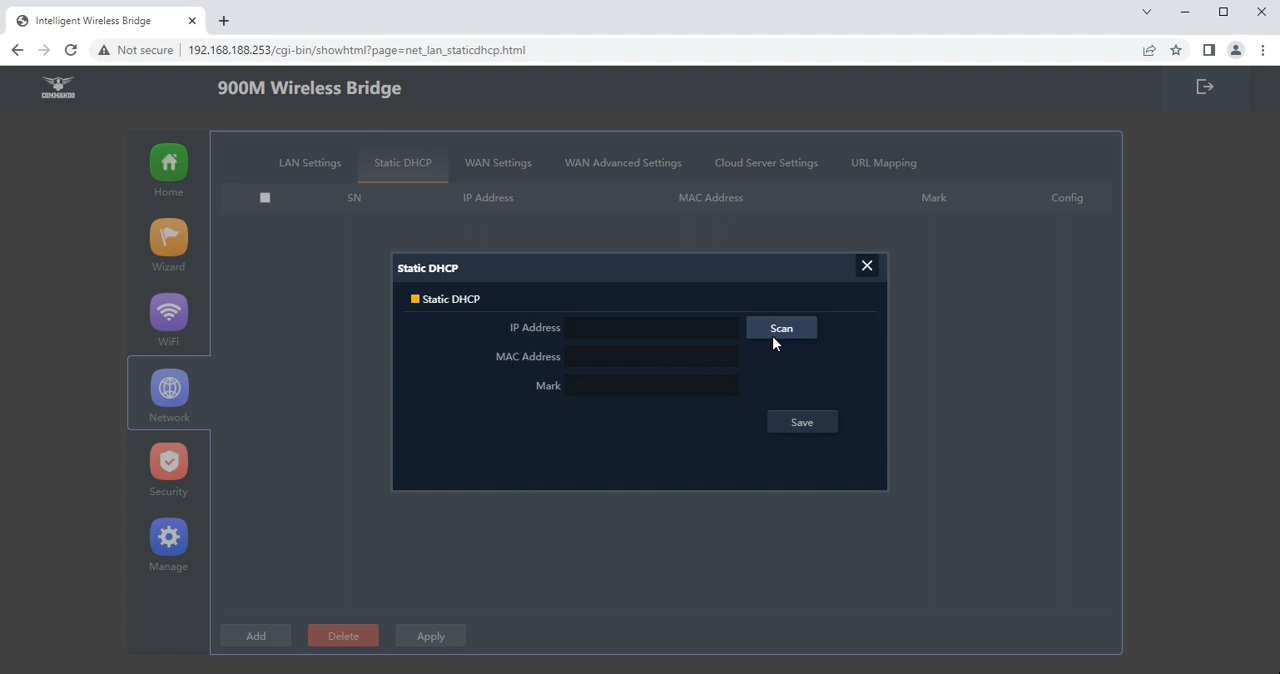 Intelligent Wireless Bridge
Not secure 192.168.188.253/cgi-bin/showhtml?page=net_lan_staticdhcp.html
COMMANDO
900M Wireless Bridge
Home
Wizard
WiFi
Network
Security
Manage
LAN Settings Static DHCP WAN Settings WAN Advanced Settings Cloud Server Settings URL Mapping
SN IP Address MAC Address Mark Config
Static DHCP
Static DHCP
IP Address Scan
MAC Address
Mark
Save
Add Delete Apply